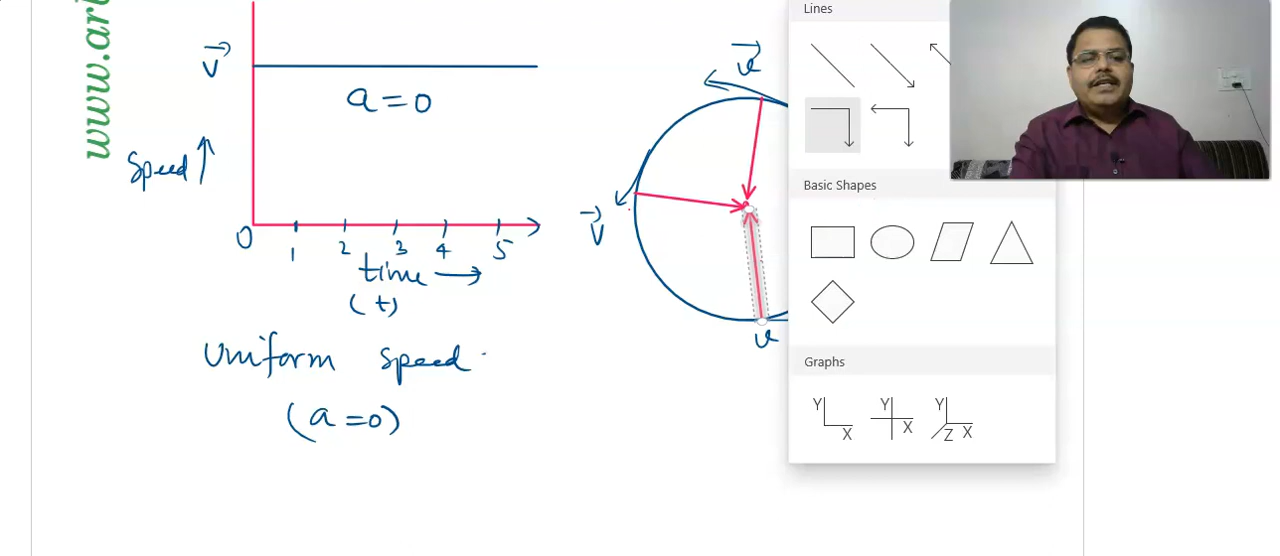 www.ar
V
a=0
Speed ↑
0
1 2 3 4 5
time →
(t)
Uniform Speed
(a=0)
v
V
v
Lines
Basic Shapes
Graphs
Y X
Y X
Y Z X